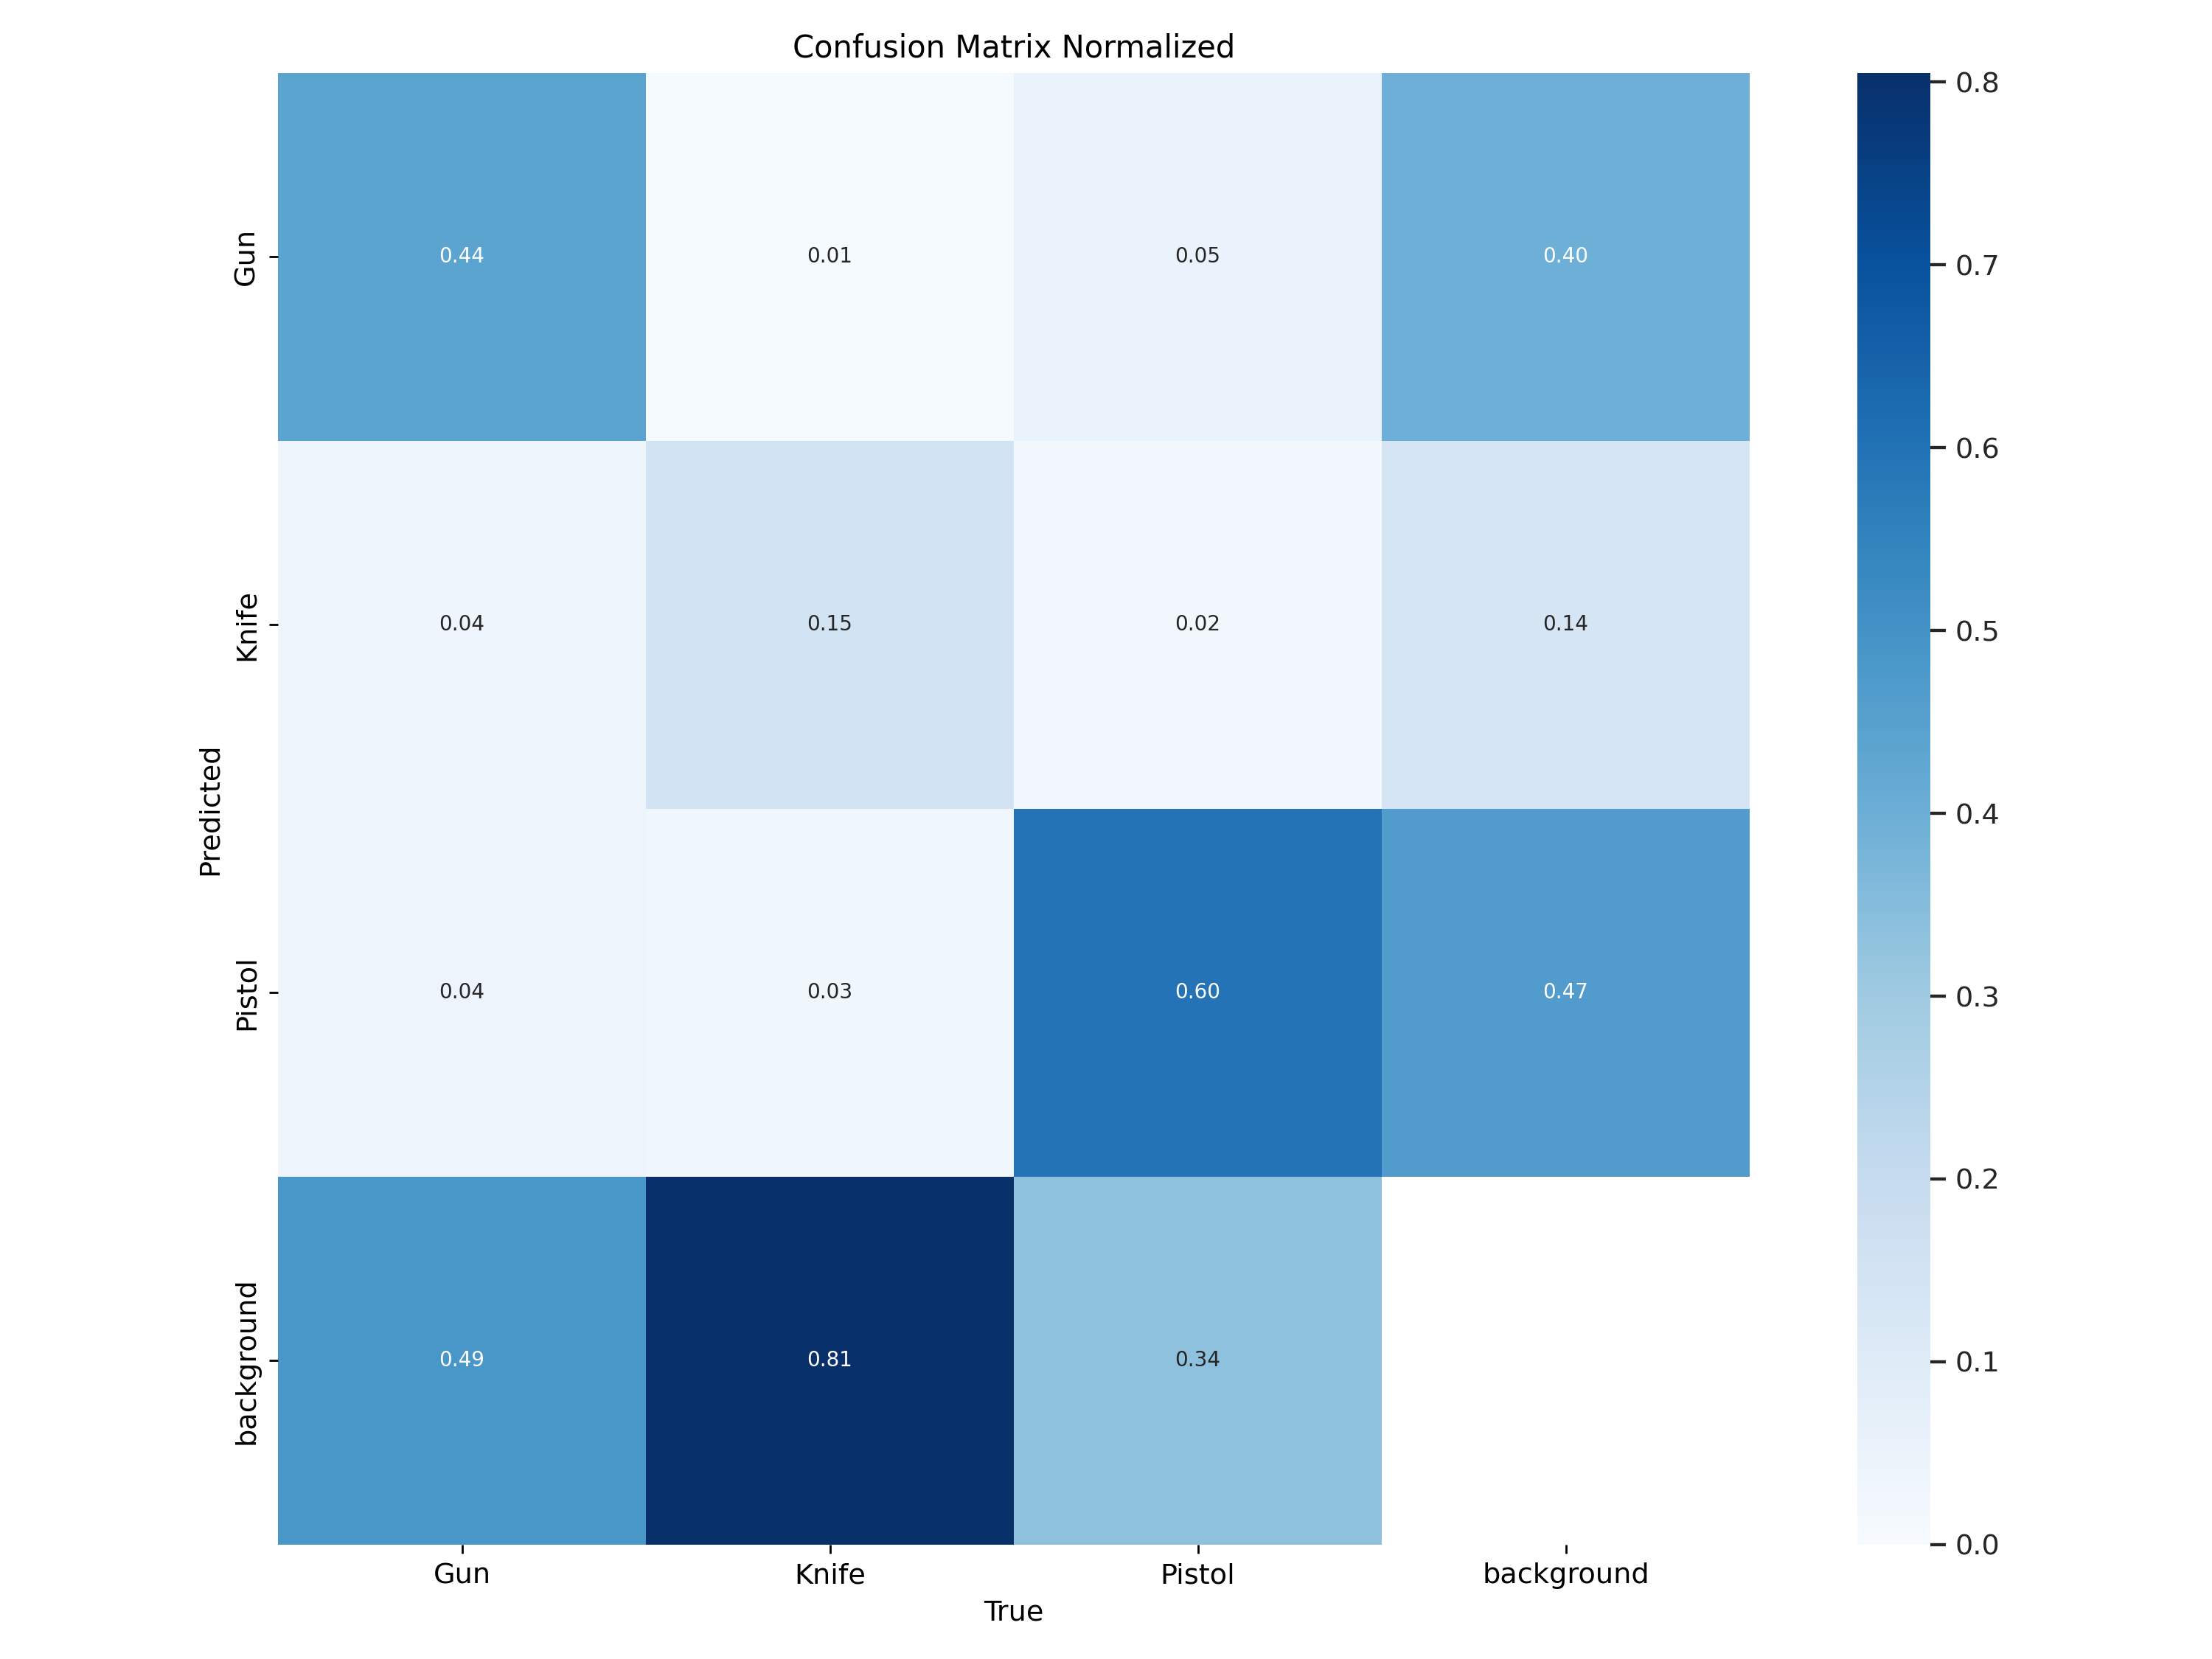 Confusion Matrix Normalized
Predicted
Gun
0.44
0.01
0.05
0.40
Knife
0.04
0.15
0.02
0.14
Pistol
0.04
0.03
0.60
0.47
background
0.49
0.81
0.34
Gun
Knife
Pistol
background
True
0.8
0.7
0.6
0.5
0.4
0.3
0.2
0.1
0.0